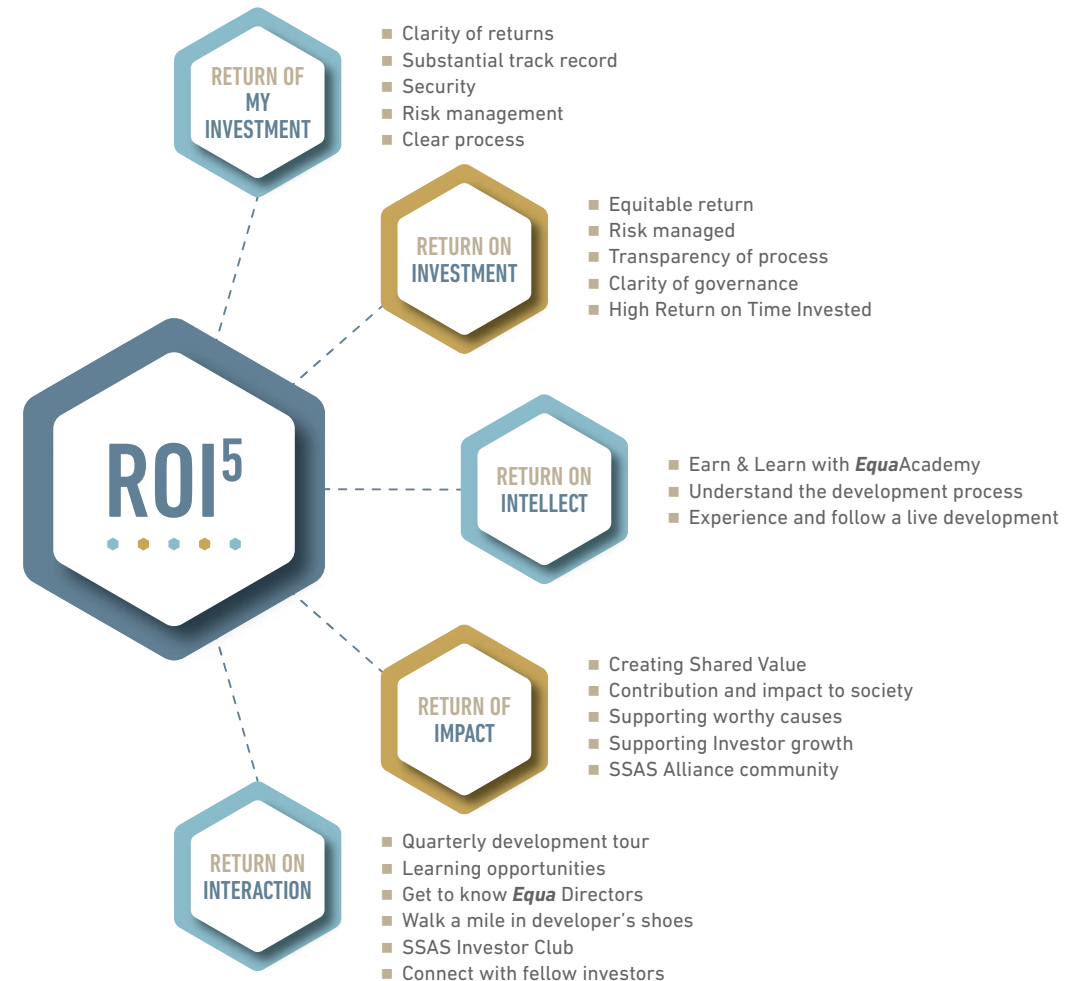 RETURN OF
MY
INVESTMENT
■ Clarity of returns
■ Substantial track record
■ Security
■ Risk management
■ Clear process
RETURN ON
INVESTMENT
■ Equitable return
■ Risk managed
■ Transparency of process
■ Clarity of governance
■ High Return on Time Invested
ROI⁵
RETURN ON
INTELLECT
■ Earn & Learn with EquaAcademy
■ Understand the development process
■ Experience and follow a live development
RETURN OF
IMPACT
■ Creating Shared Value
■ Contribution and impact to society
■ Supporting worthy causes
■ Supporting Investor growth
■ SSAS Alliance community
RETURN ON
INTERACTION
■ Quarterly development tour
■ Learning opportunities
■ Get to know Equa Directors
■ Walk a mile in developer’s shoes
■ SSAS Investor Club
■ Connect with fellow investors